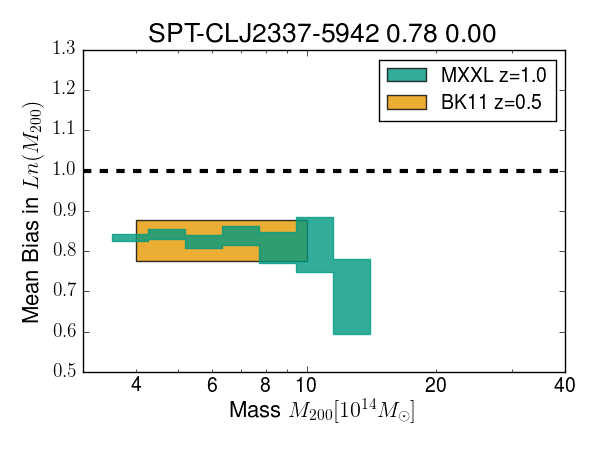 SPT-CLJ2337-5942 0.78 0.00
MXXL z=1.0
BK11 z=0.5
Mean Bias in Ln(M₂₀₀)
1.3
1.2
1.1
1.0
0.9
0.8
0.7
0.6
0.5
4 6 8 10 20 40
Mass M₂₀₀[10¹⁴M⊙]